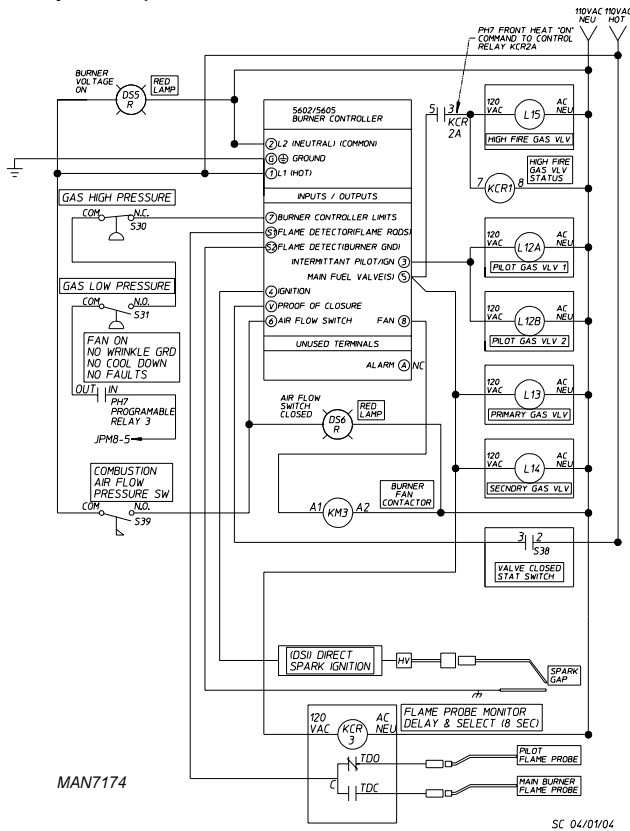 110VAC 110VAC
NEU HOT
PH7 FRONT HEAT "ON"
COMMAND TO CONTROL
RELAY KCR2A
BURNER
VOLTAGE
ON
DS5
R
RED
LAMP
5602/5605
BURNER CONTROLLER
2 L2 (NEUTRAL) (COMMON)
G GROUND
1 L1 (HOT)
INPUTS / OUTPUTS
5 3
KCR
2A
120
VAC
L15
AC
NEU
HIGH FIRE GAS VLV
7 KCR1 8
HIGH FIRE
GAS VLV
STATUS
GAS HIGH PRESSURE
COM N.C.
S30
7 BURNER CONTROLLER LIMITS
S1 FLAME DETECTOR(FLAME RODS)
S2 FLAME DETECT(BURNER GND)
INTERMITTANT PILOT/IGN 3
MAIN FUEL VALVE(S) 5
4 IGNITION
V PROOF OF CLOSURE
6 AIR FLOW SWITCH FAN 8
UNUSED TERMINALS
ALARM A NC
120
VAC
L12A
AC
NEU
PILOT GAS VLV 1
120
VAC
L12B
AC
NEU
PILOT GAS VLV 2
GAS LOW PRESSURE
COM N.O.
S31
FAN ON
NO WRINKLE GRD
NO COOL DOWN
NO FAULTS
OUT IN
PH7
PROGRAMABLE
RELAY 3
JPM8-5
120
VAC
L13
AC
NEU
PRIMARY GAS VLV
AIR FLOW
SWITCH
CLOSED
DS6
R
RED
LAMP
120
VAC
L14
AC
NEU
SECNDRY GAS VLV
COMBUSTION
AIR FLOW
PRESSURE SW
COM N.O.
S39
A1 KM3 A2
BURNER
FAN
CONTACTOR
3 2
S38
VALVE CLOSED
STAT SWITCH
(DSI) DIRECT
SPARK IGNITION
HV
SPARK
GAP
120
VAC
KCR
3
AC
NEU
FLAME PROBE MONITOR
DELAY & SELECT (8 SEC)
TDO
C
TDC
PILOT
FLAME PROBE
MAIN BURNER
FLAME PROBE
MAN7174
SC 04/01/04